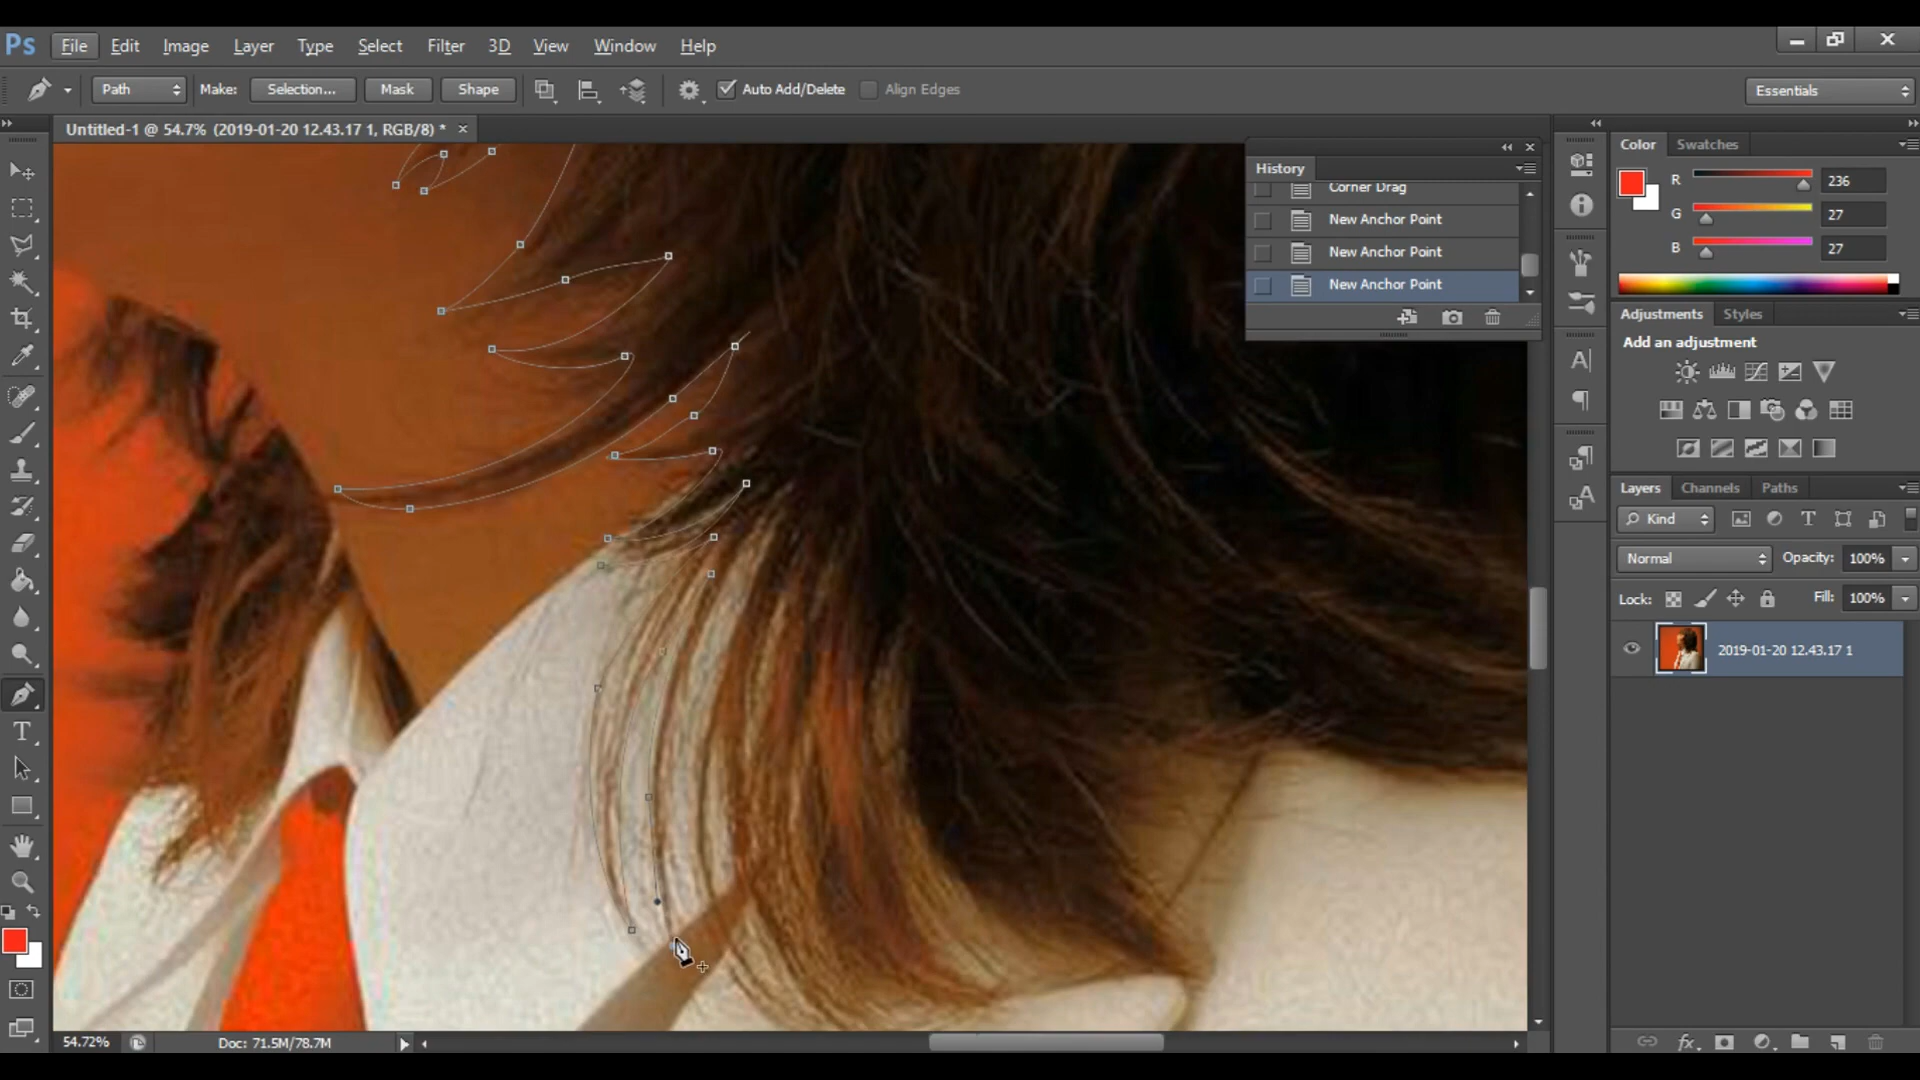 Ps File Edit Image Layer Type Select Filter 3D View Window Help
Path Make: Selection... Mask Shape Auto Add/Delete Align Edges Essentials
Untitled-1 @ 54.7% (2019-01-20 12.43.17 1, RGB/8) *
History
Corner Drag
New Anchor Point
New Anchor Point
New Anchor Point
Color Swatches
R 236
G 27
B 27
Adjustments Styles
Add an adjustment
Layers Channels Paths
Kind
Normal Opacity: 100%
Lock: Fill: 100%
2019-01-20 12.43.17 1
54.72% Doc: 71.5M/78.7M